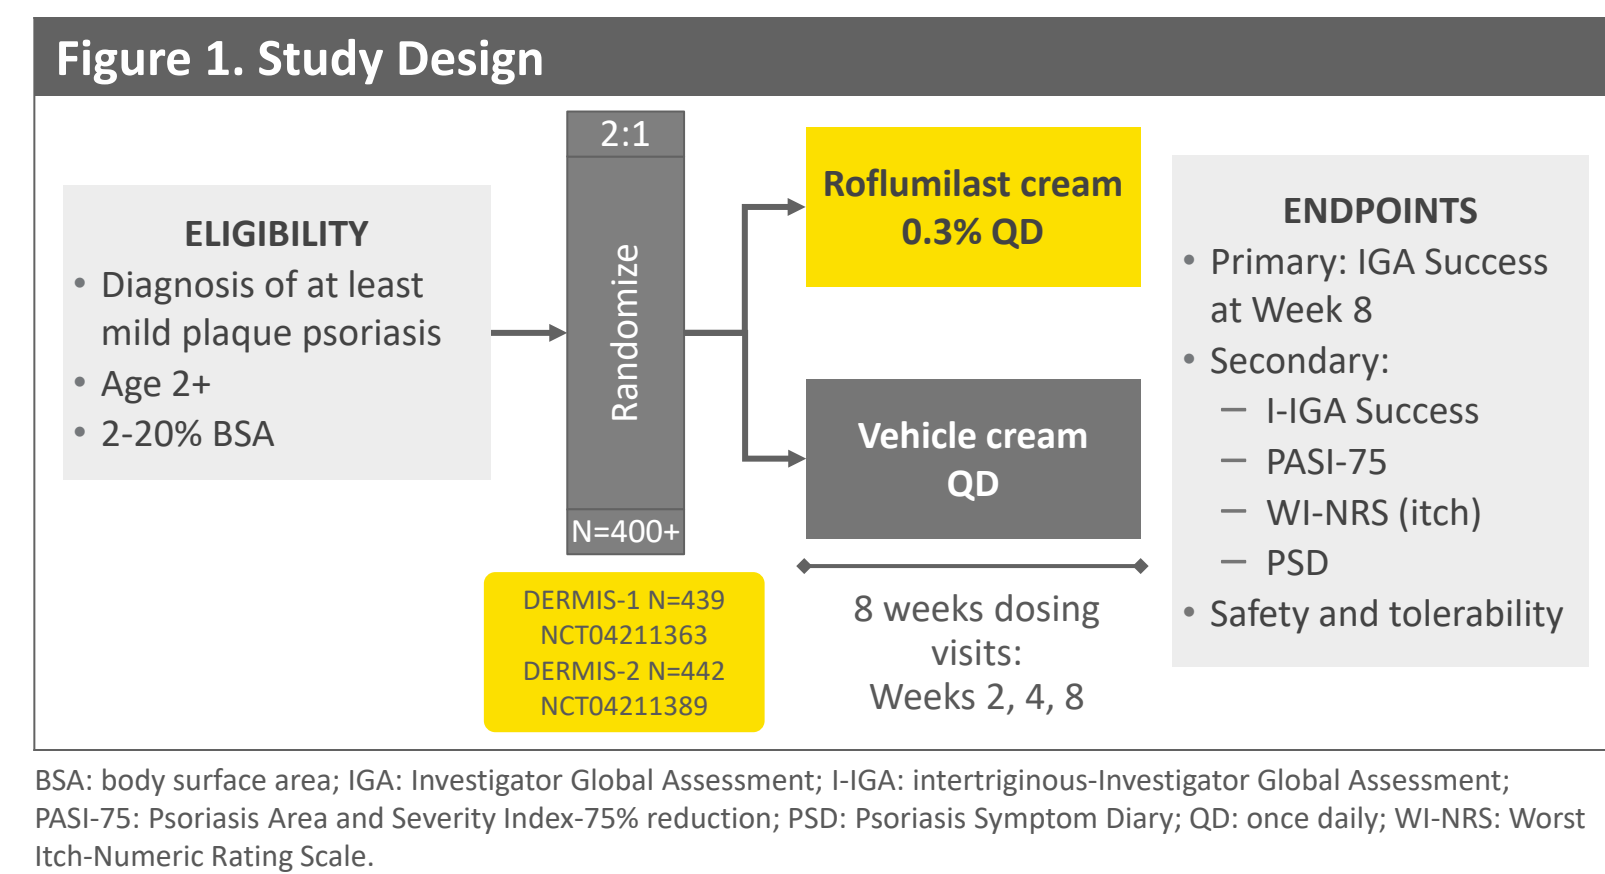 Figure 1. Study Design
ELIGIBILITY
• Diagnosis of at least
mild plaque psoriasis
• Age 2+
• 2-20% BSA
2:1
Randomize
N=400+
DERMIS-1 N=439
NCT04211363
DERMIS-2 N=442
NCT04211389
Roflumilast cream
0.3% QD
Vehicle cream
QD
8 weeks dosing
visits:
Weeks 2, 4, 8
ENDPOINTS
• Primary: IGA Success
at Week 8
• Secondary:
– I-IGA Success
– PASI-75
– WI-NRS (itch)
– PSD
• Safety and tolerability
BSA: body surface area; IGA: Investigator Global Assessment; I-IGA: intertriginous-Investigator Global Assessment;
PASI-75: Psoriasis Area and Severity Index-75% reduction; PSD: Psoriasis Symptom Diary; QD: once daily; WI-NRS: Worst
Itch-Numeric Rating Scale.